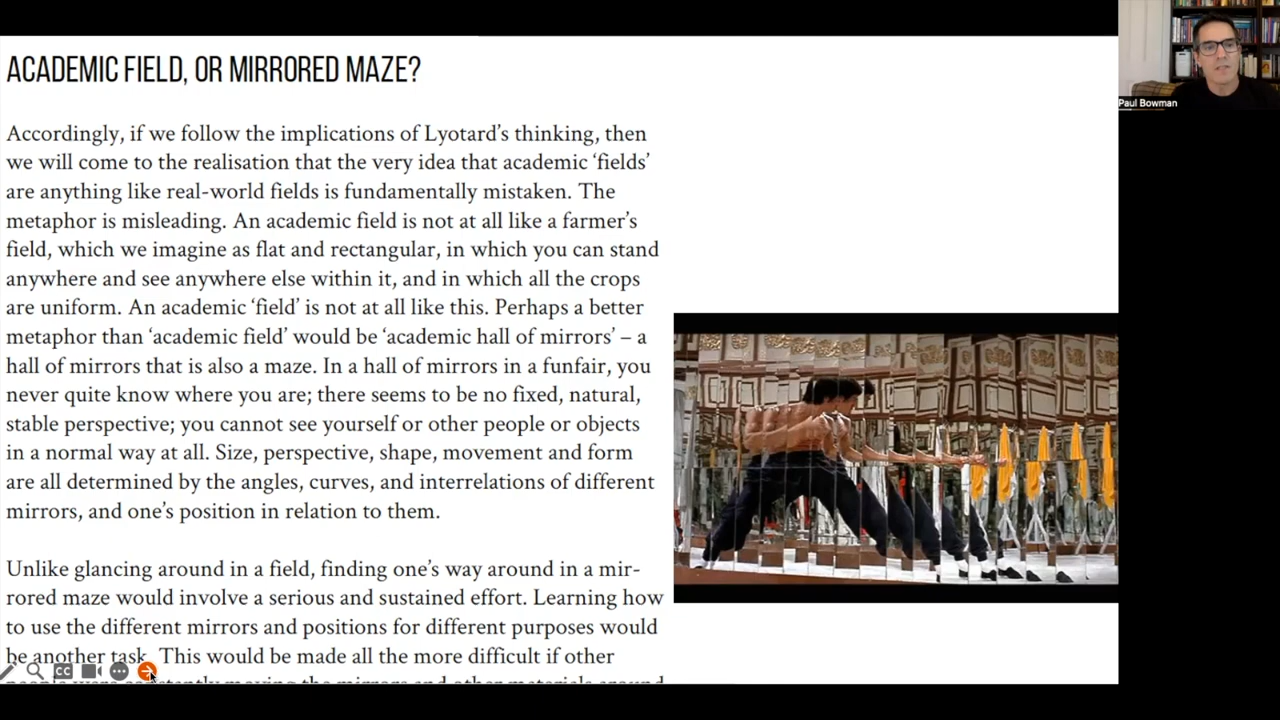 ACADEMIC FIELD, OR MIRRORED MAZE?
Accordingly, if we follow the implications of Lyotard’s thinking, then
we will come to the realisation that the very idea that academic ‘fields’
are anything like real-world fields is fundamentally mistaken. The
metaphor is misleading. An academic field is not at all like a farmer’s
field, which we imagine as flat and rectangular, in which you can stand
anywhere and see anywhere else within it, and in which all the crops
are uniform. An academic ‘field’ is not at all like this. Perhaps a better
metaphor than ‘academic field’ would be ‘academic hall of mirrors’ – a
hall of mirrors that is also a maze. In a hall of mirrors in a funfair, you
never quite know where you are; there seems to be no fixed, natural,
stable perspective; you cannot see yourself or other people or objects
in a normal way at all. Size, perspective, shape, movement and form
are all determined by the angles, curves, and interrelations of different
mirrors, and one’s position in relation to them.
Unlike glancing around in a field, finding one’s way around in a mir-
rored maze would involve a serious and sustained effort. Learning how
to use the different mirrors and positions for different purposes would
be another task. This would be made all the more difficult if other
constantly moving the mirrors and other materials around
CC
Paul Bowman